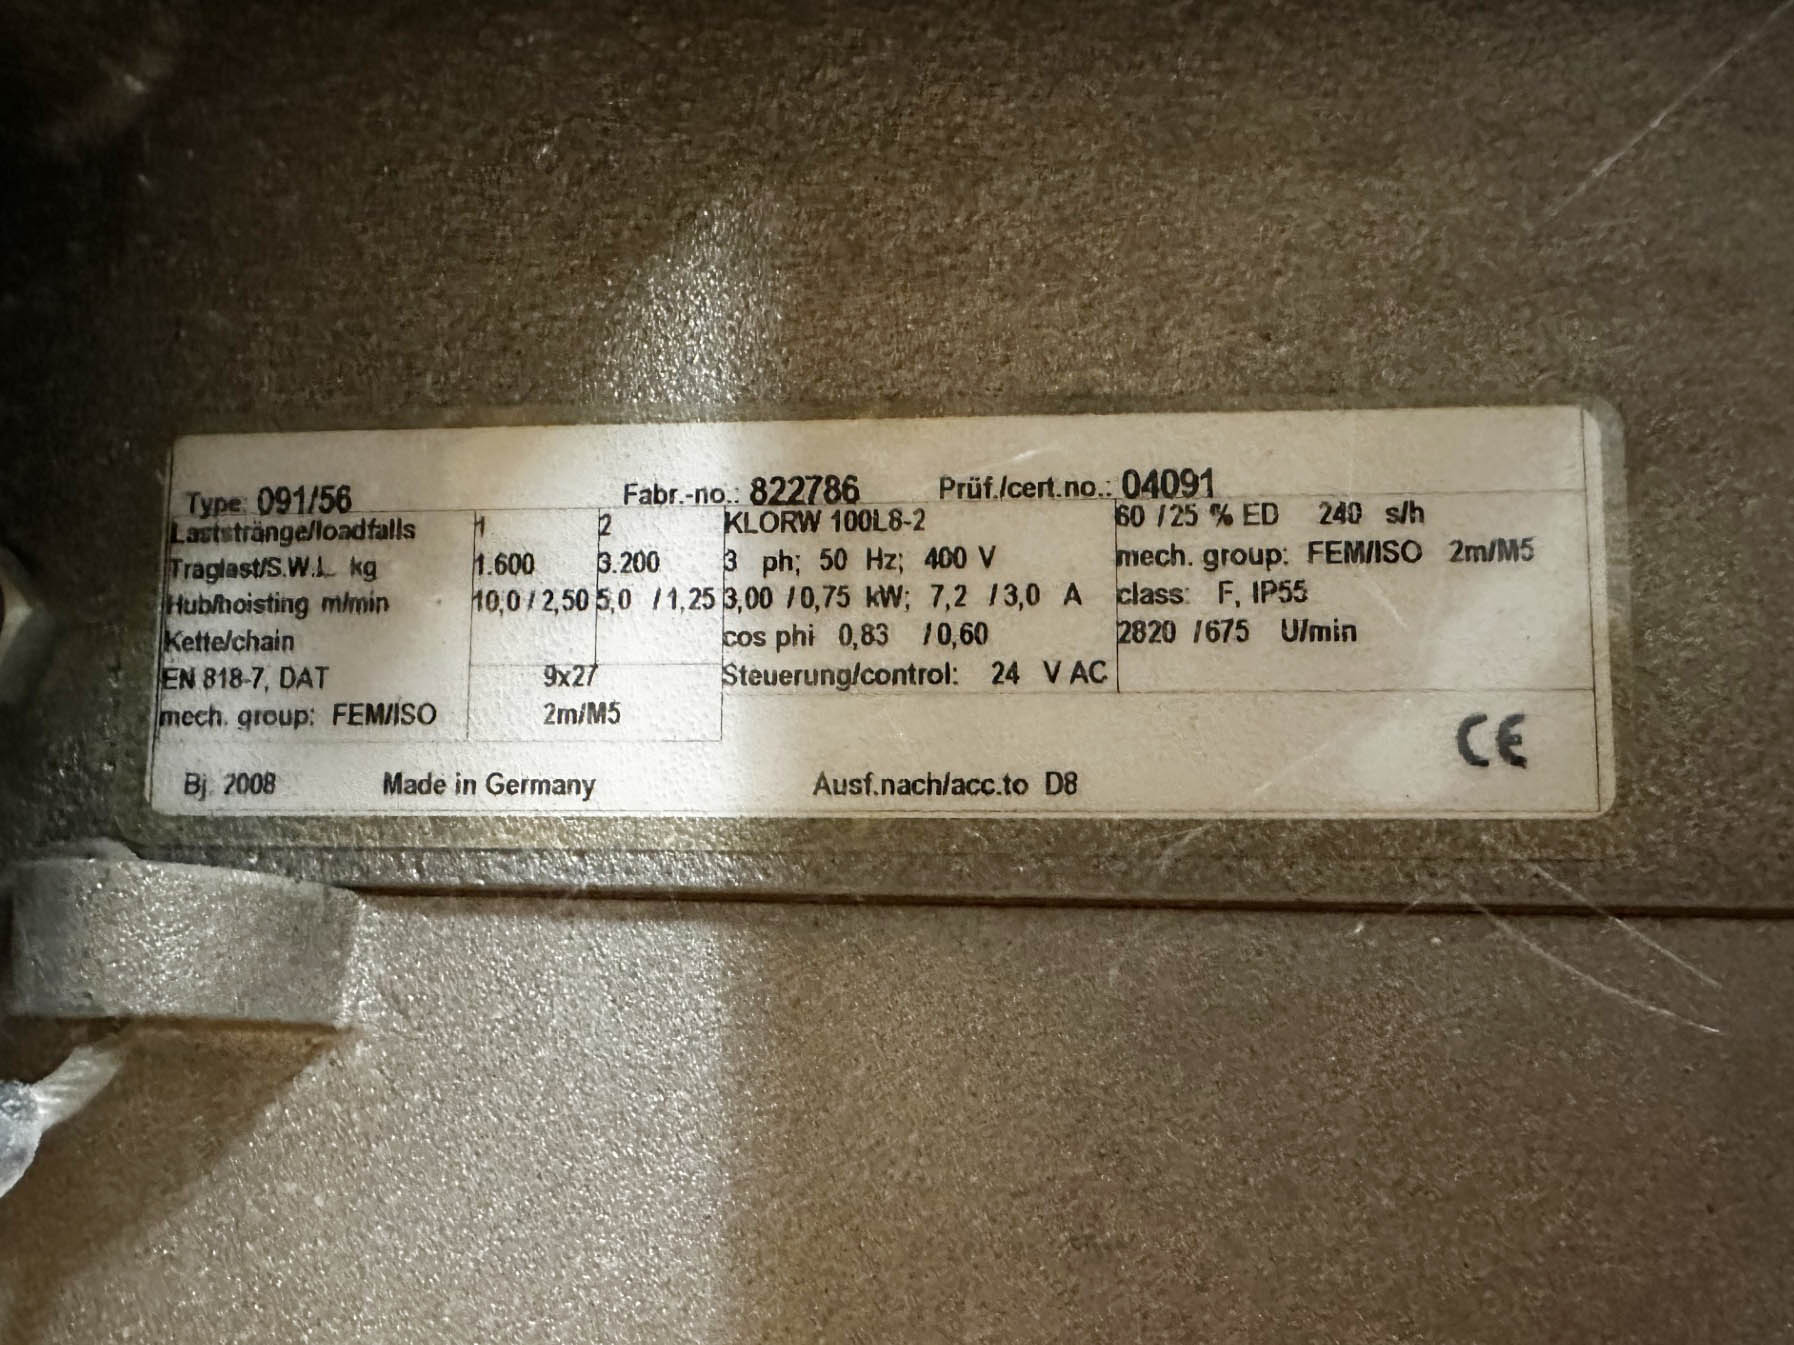 Type: 091/56 Fabr.-no.: 822786 Prüf./cert.no.: 04091
Laststränge/loadfalls 1 2 KLORW 100L8-2 60 / 25 % ED 240 s/h
Traglast/S.W.L. kg 1.600 3.200 3 ph; 50 Hz; 400 V mech. group: FEM/ISO 2m/M5
Hub/hoisting m/min 10,0 / 2,50 5,0 / 1,25 3,00 / 0,75 kW; 7,2 / 3,0 A class: F, IP55
Kette/chain cos phi 0,83 / 0,60 2820 / 675 U/min
EN 818-7, DAT 9x27 Steuerung/control: 24 V AC
mech. group: FEM/ISO 2m/M5
CE
Bj. 2008 Made in Germany Ausf.nach/acc.to D8